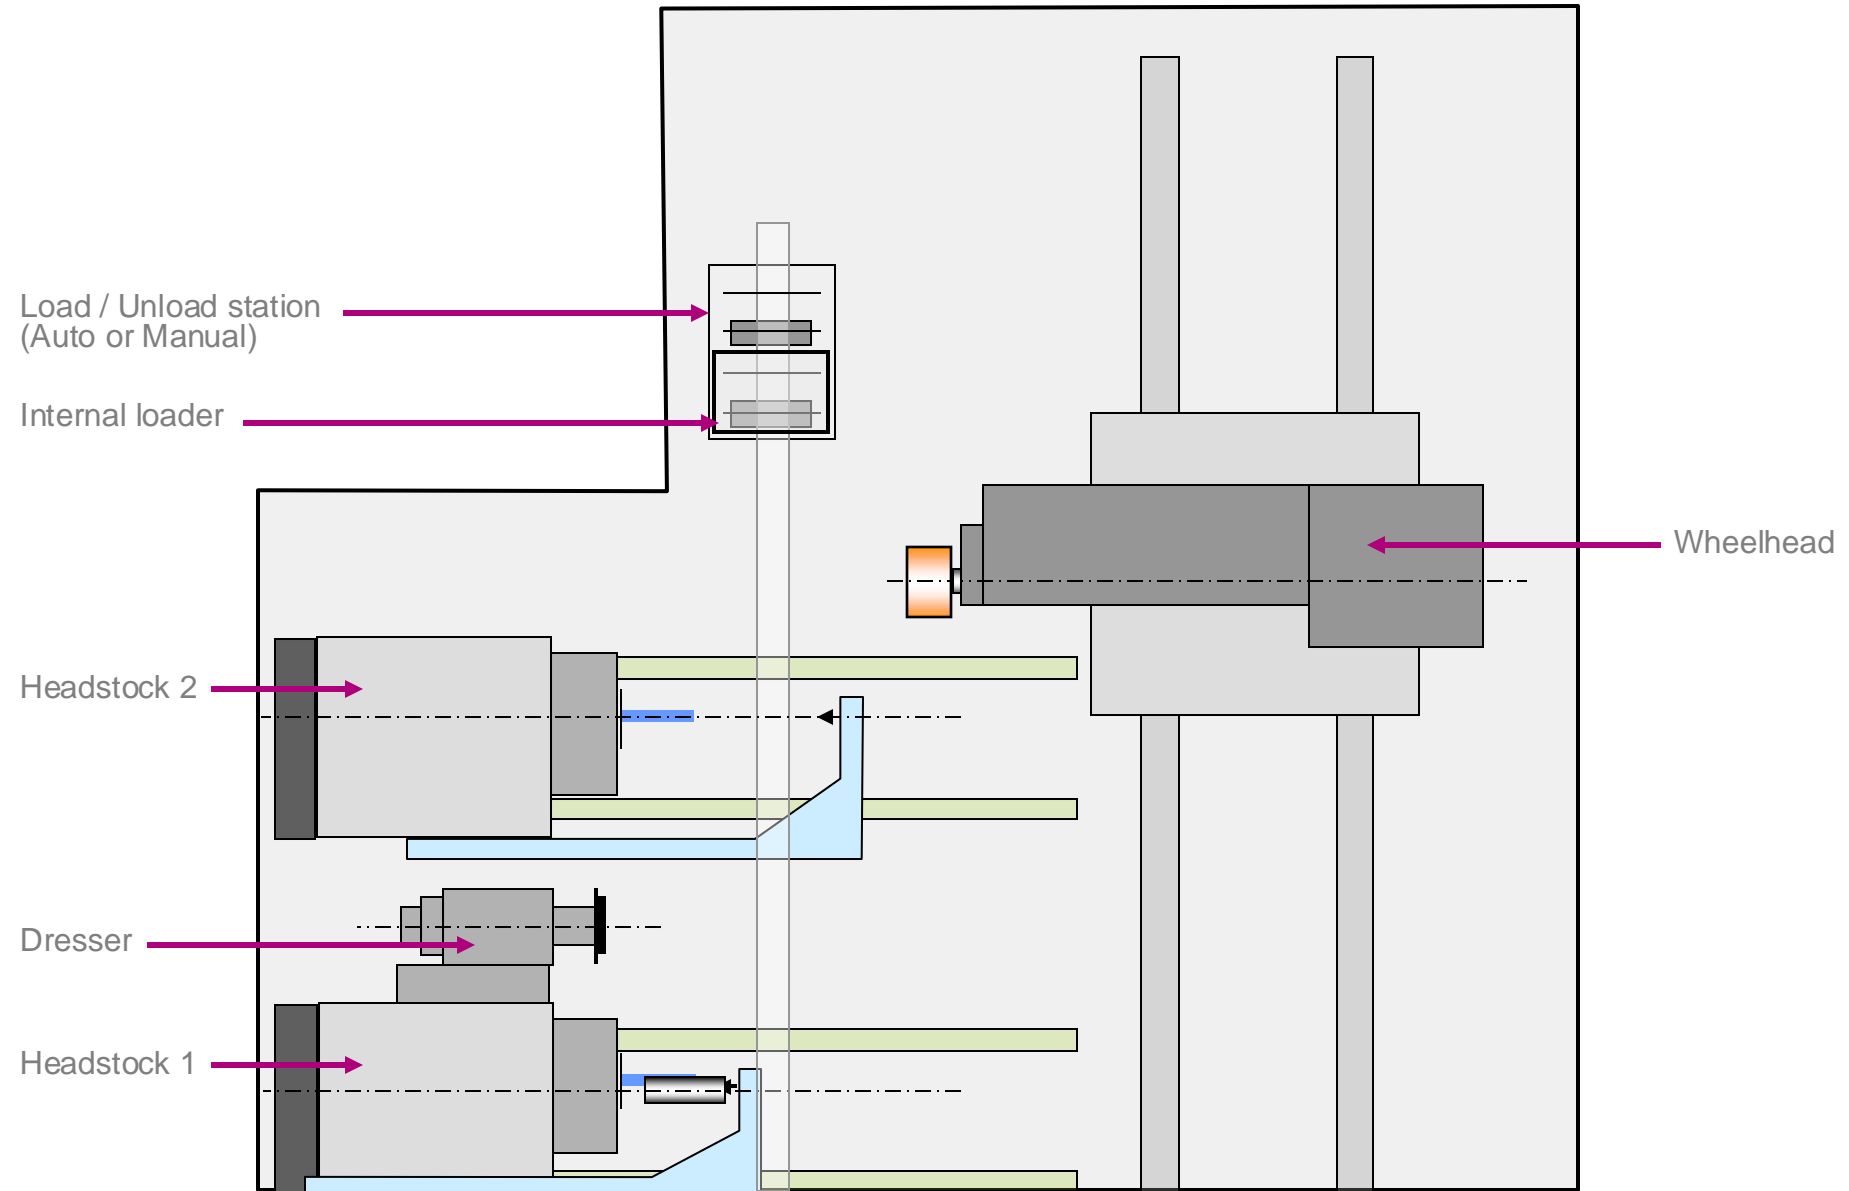 Load / Unload station
(Auto or Manual)
Internal loader
Wheelhead
Headstock 2
Dresser
Headstock 1